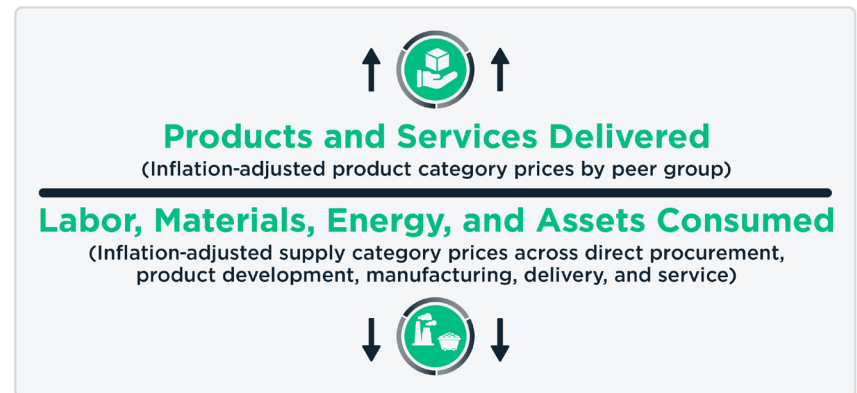 Products and Services Delivered
(Inflation-adjusted product category prices by peer group)
Labor, Materials, Energy, and Assets Consumed
(Inflation-adjusted supply category prices across direct procurement,
product development, manufacturing, delivery, and service)